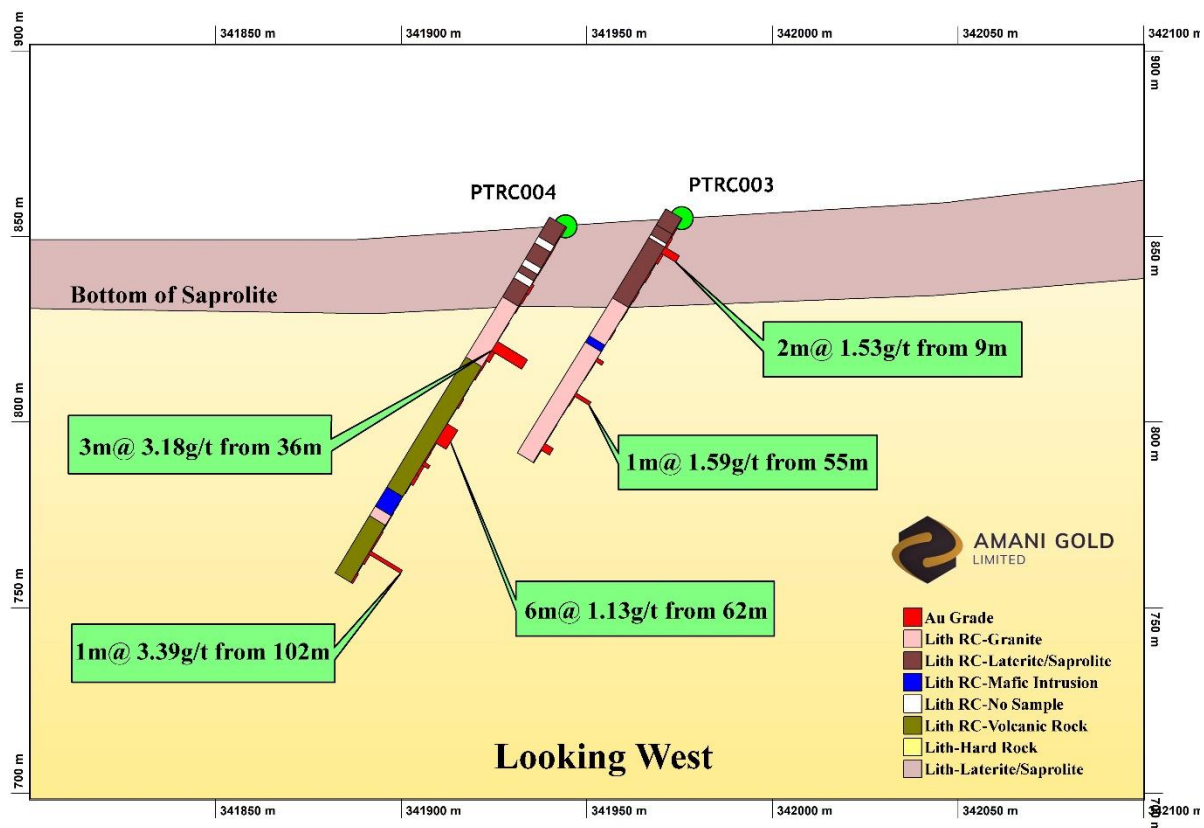 341850 m
341900 m
341950 m
342000 m
342050 m
342100 m
900 m
900 m
PTRC004
PTRC003
850 m
850 m
Bottom of Saprolite
2m@ 1.53g/t from 9m
800 m
800 m
3m@ 3.18g/t from 36m
1m@ 1.59g/t from 55m
AMANI GOLD
LIMITED
6m@ 1.13g/t from 62m
750 m
750 m
1m@ 3.39g/t from 102m
Au Grade
Lith RC-Granite
Lith RC-Laterite/Saprolite
Lith RC-Mafic Intrusion
Lith RC-No Sample
Lith RC-Volcanic Rock
Lith-Hard Rock
Lith-Laterite/Saprolite
Looking West
700 m
700 m
341850 m
341900 m
341950 m
342000 m
342050 m
342100 m